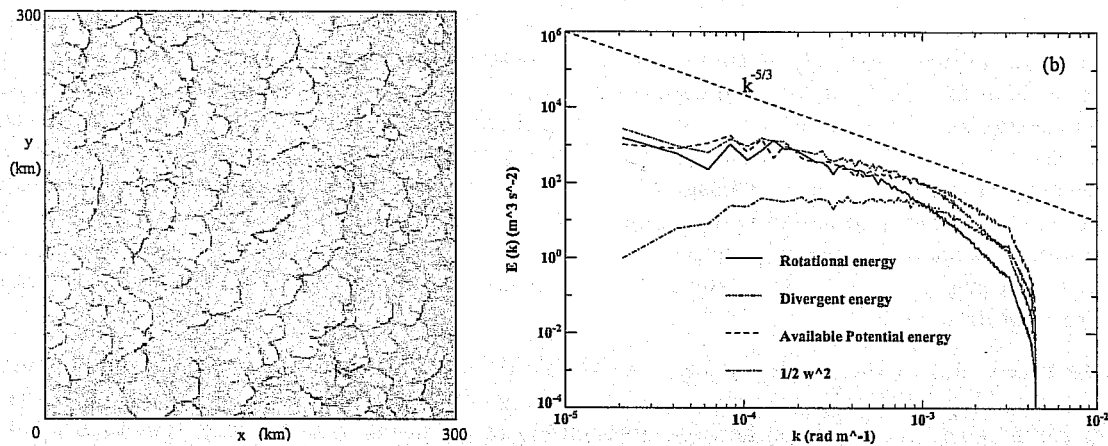 300
y
(km)
0
0
x (km)
300
(b)
10^6
10^4
10^2
10^0
10^-2
10^-4
E (k) (m^3 s^-2)
k^-5/3
Rotational energy
Divergent energy
Available Potential energy
1/2 w^2
10^-5
10^-4
10^-3
10^-2
k (rad m^-1)